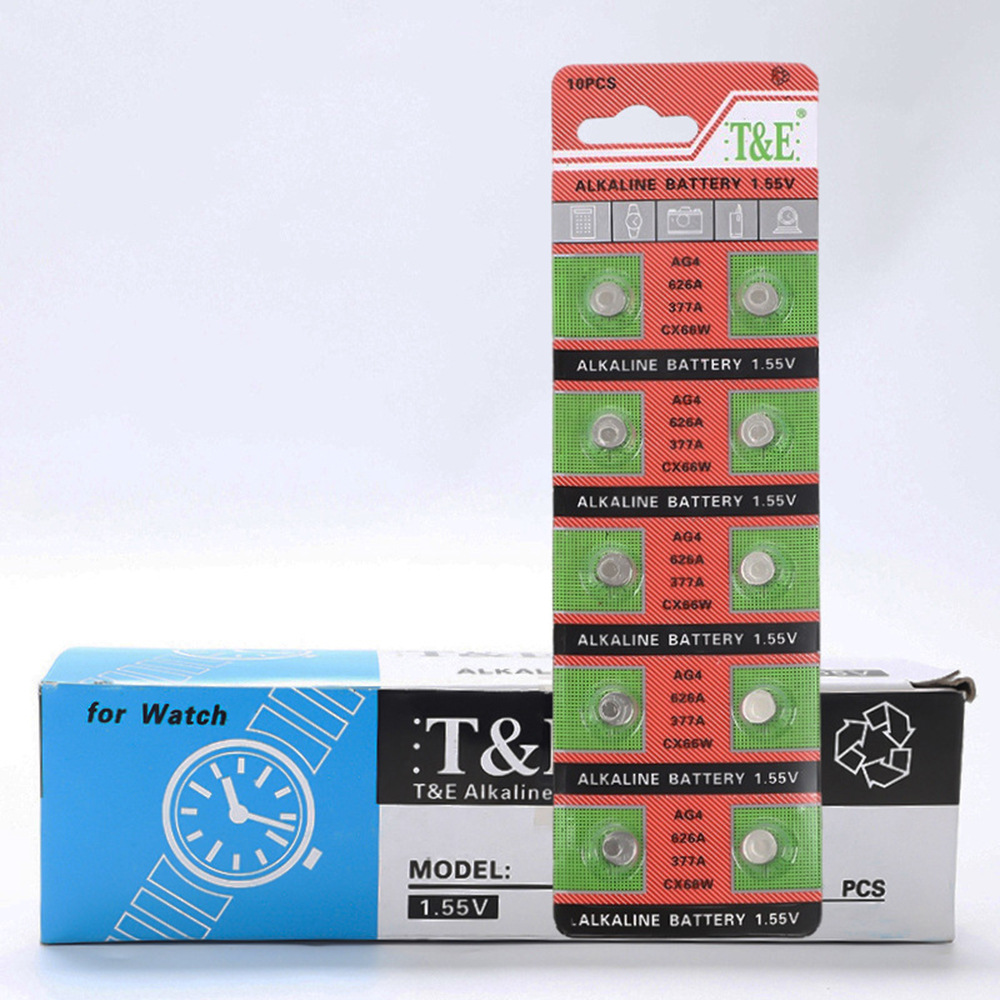 10PCS
T&E®
ALKALINE BATTERY 1.55V
AG4
626A
377A
CX66W
ALKALINE BATTERY 1.55V
AG4
626A
377A
CX66W
ALKALINE BATTERY 1.55V
AG4
626A
377A
CX66W
ALKALINE BATTERY 1.55V
AG4
626A
377A
CX66W
ALKALINE BATTERY 1.55V
AG4
626A
377A
CX66W
ALKALINE BATTERY 1.55V
for Watch
T&E
T&E Alkaline
MODEL:
1.55V
PCS